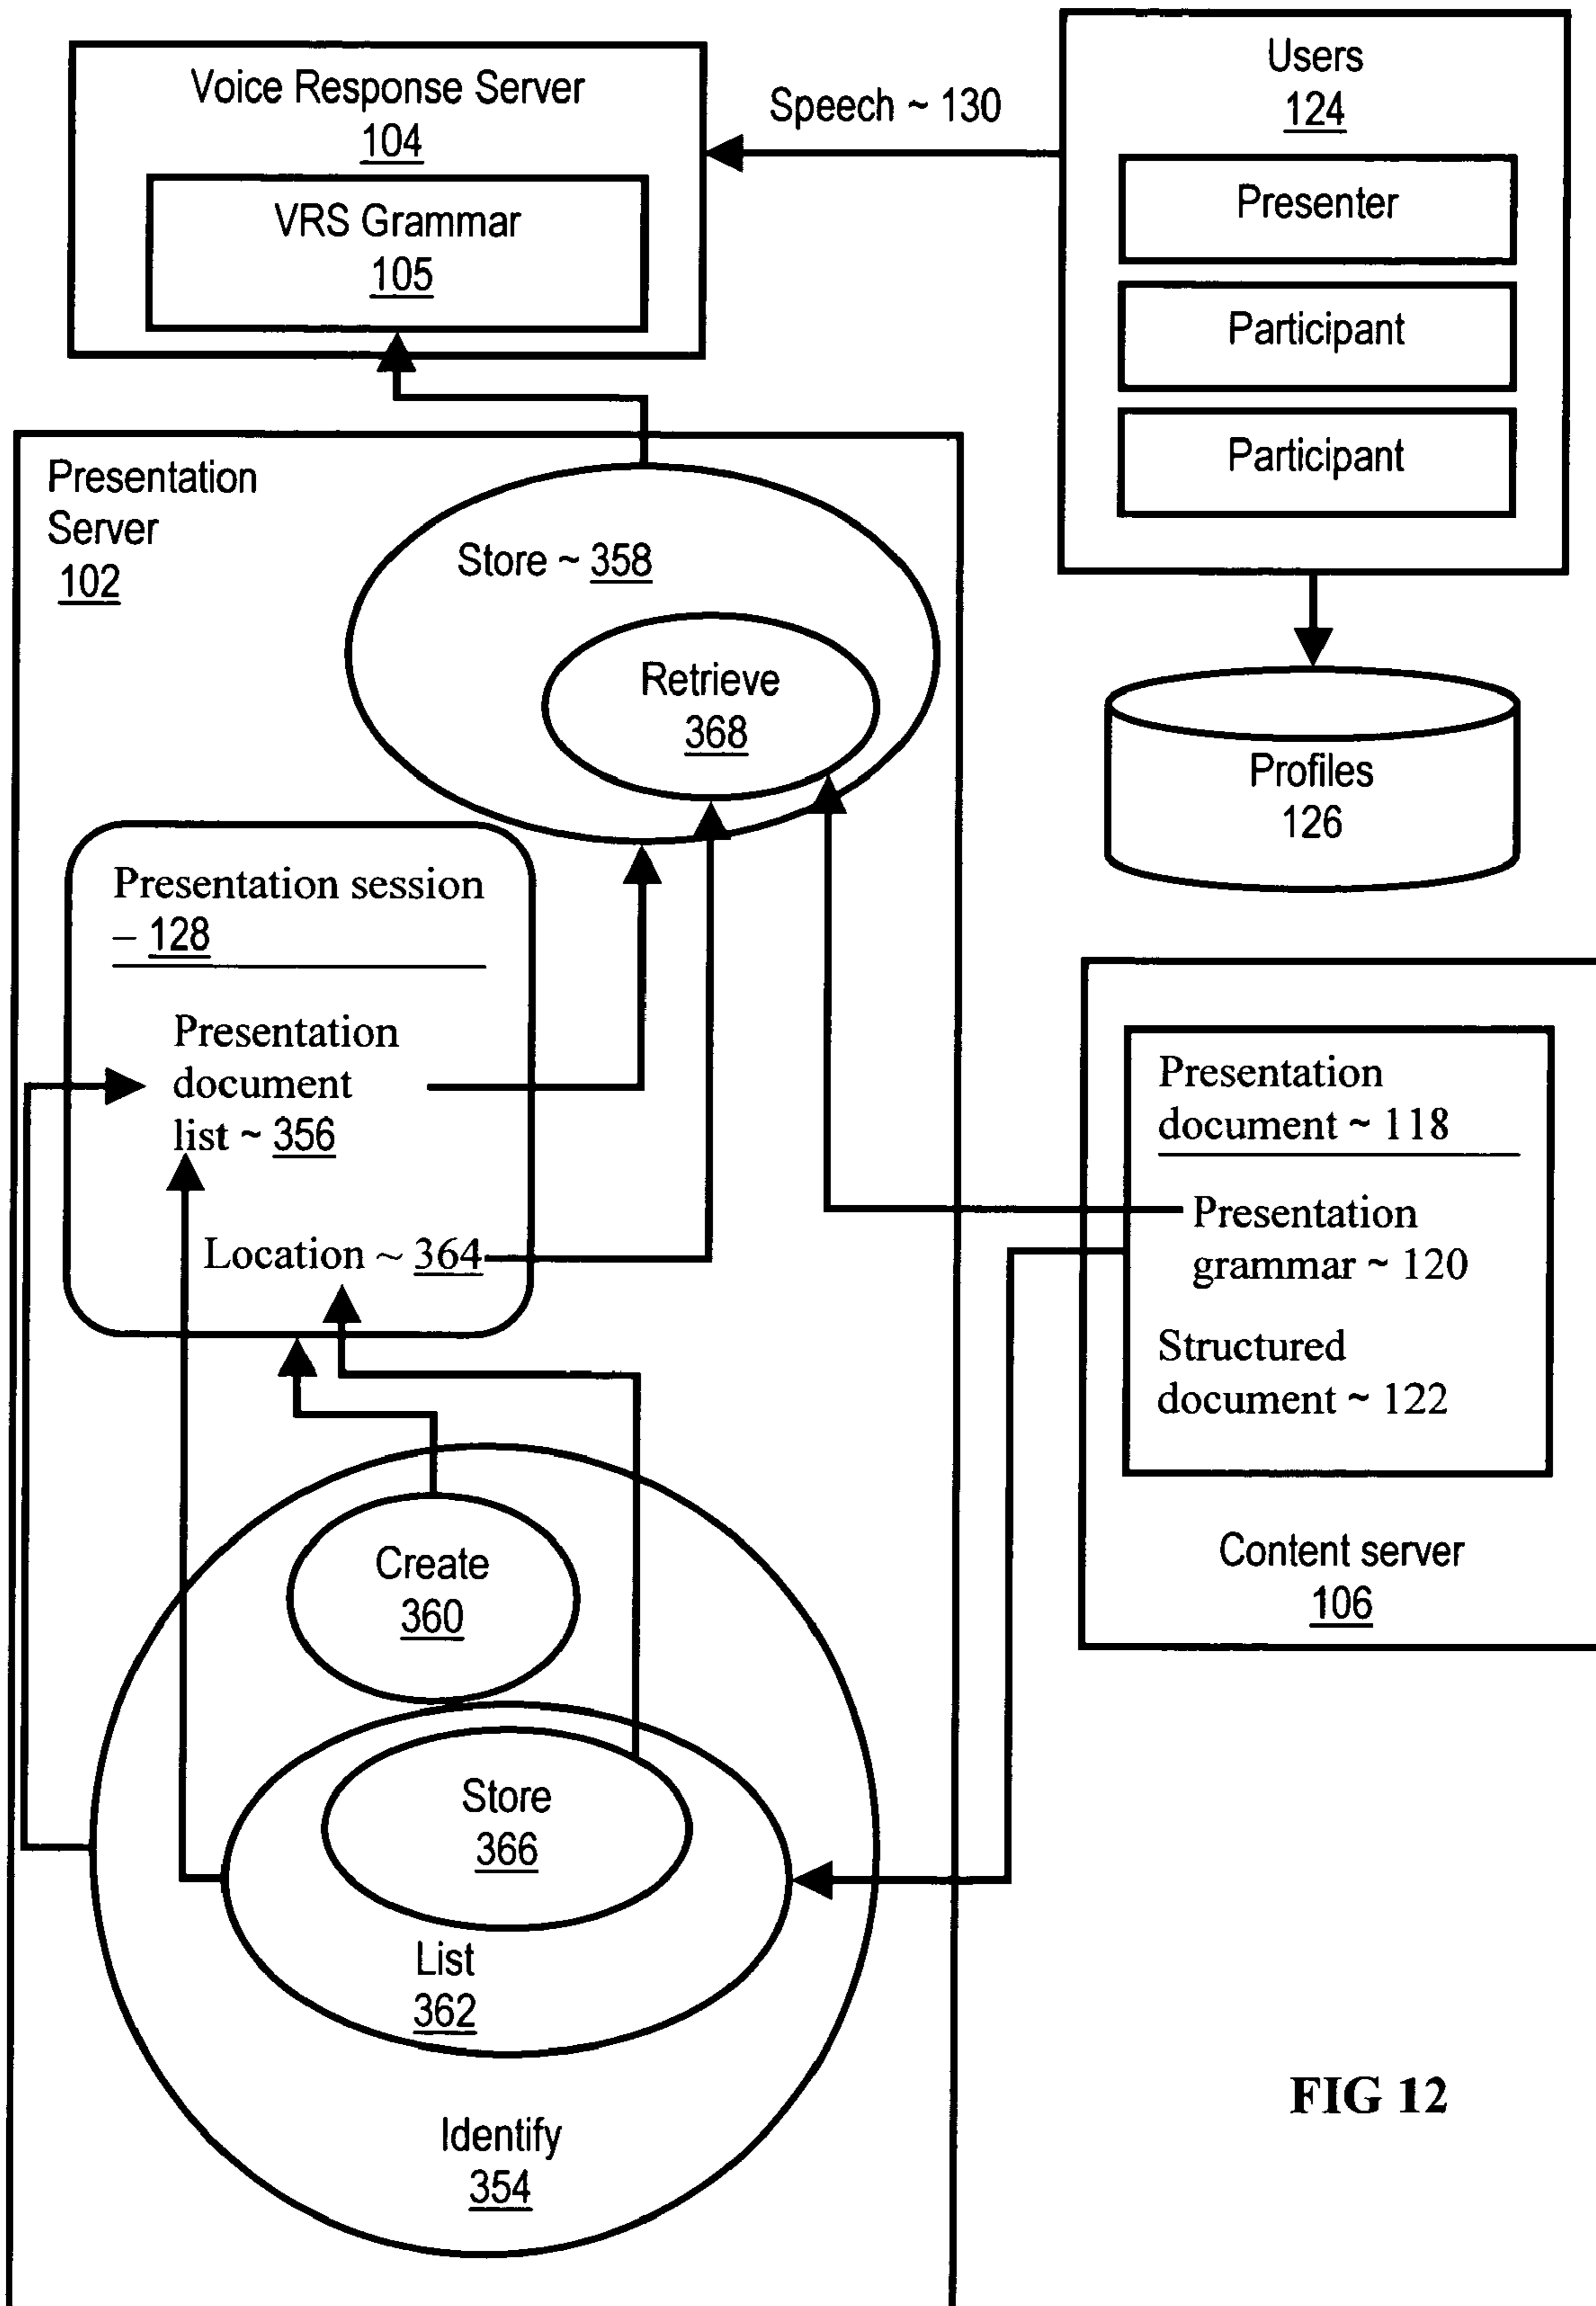 Voice Response Server
104
VRS Grammar
105
Speech ~ 130
Users
124
Presenter
Participant
Participant
Profiles
126
Presentation
Server
102
Store ~ 358
Retrieve
368
Presentation session
– 128
Presentation
document
list ~ 356
Location ~ 364
Presentation
document ~ 118
Presentation
grammar ~ 120
Structured
document ~ 122
Content server
106
Create
360
Store
366
List
362
Identify
354
FIG 12